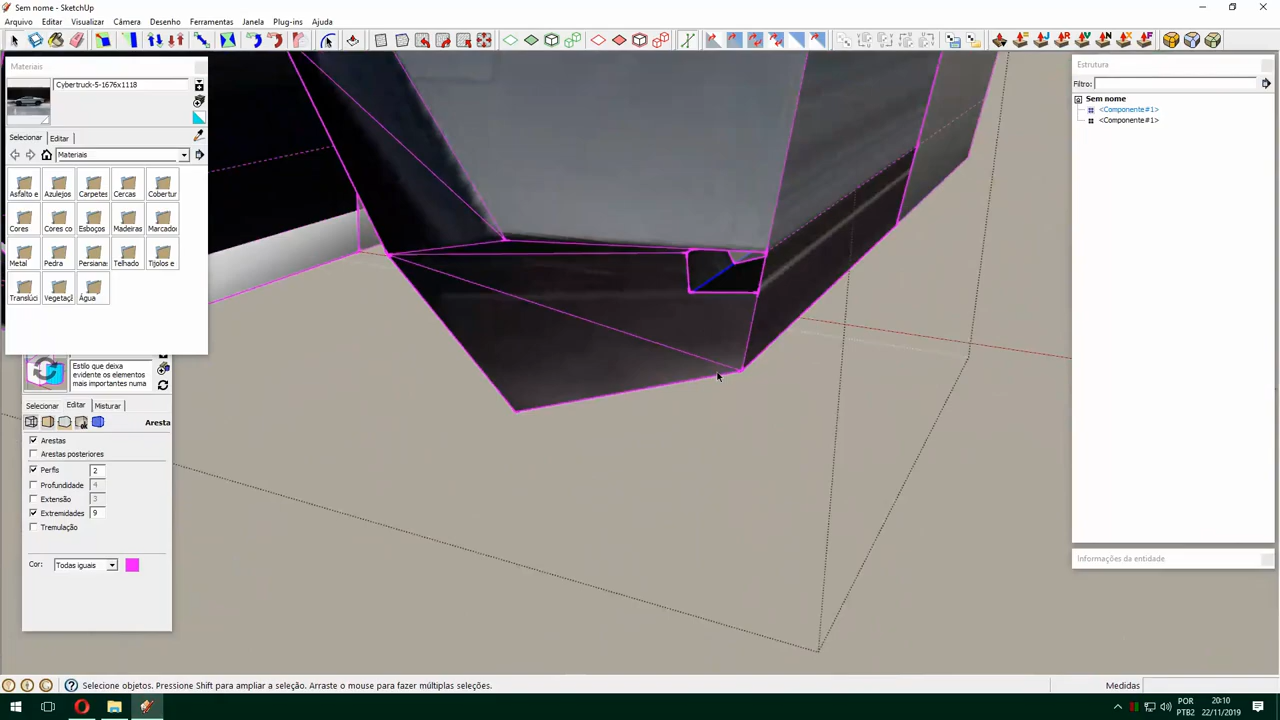 Sem nome - SketchUp
Arquivo Editar Visualizar Câmera Desenho Ferramentas Janela Plug-ins Ajuda
Materiais
Cybertruck-5-1676x1118
Selecionar Editar
Materiais
Asfalto e Azulejos Carpetes Cercas Cobertur
Cores Cores co Esboços Madeiras Marcador
Metal Pedra Persiana Telhado Tijolos e
Translúci Vegetaçã Água
Estilo que deixa
evidente os elementos
mais importantes numa
Selecionar Editar Misturar
Aresta
Arestas
Arestas posteriores
Perfis 2
Profundidade 4
Extensão 3
Extremidades 9
Tremulação
Cor: Todas iguais
Estrutura
Filtro:
Sem nome
<Componente#1>
<Componente#1>
Informações da entidade
Selecione objetos. Pressione Shift para ampliar a seleção. Arraste o mouse para fazer múltiplas seleções.
Medidas
POR
PTB2
20:10
22/11/2019